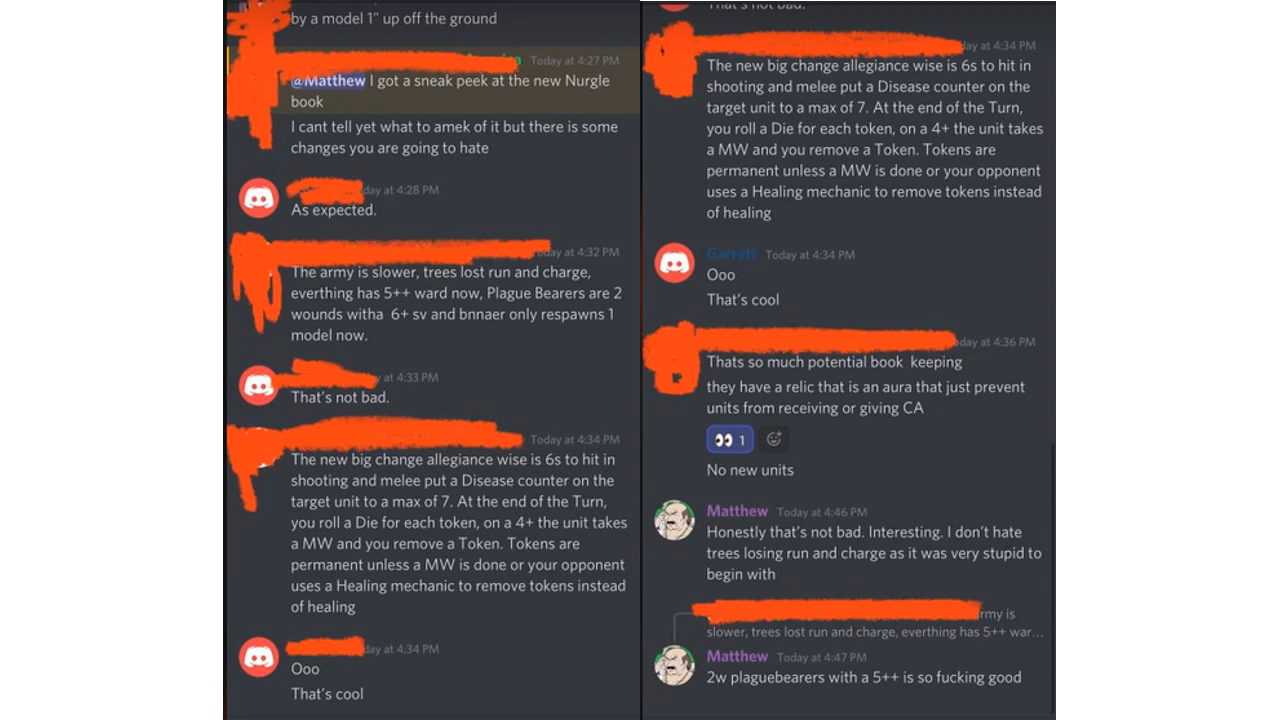 by a model 1" up off the ground
Today at 4:27 PM
@Matthew I got a sneak peek at the new Nurgle
book
I cant tell yet what to amek of it but there is some
changes you are going to hate
day at 4:28 PM
As expected.
day at 4:32 PM
The army is slower, trees lost run and charge,
everthing has 5++ ward now, Plague Bearers are 2
wounds witha 6+ sv and bnnaer only respawns 1
model now.
y at 4:33 PM
That's not bad.
Today at 4:34 PM
The new big change allegiance wise is 6s to hit in
shooting and melee put a Disease counter on the
target unit to a max of 7. At the end of the Turn,
you roll a Die for each token, on a 4+ the unit takes
a MW and you remove a Token. Tokens are
permanent unless a MW is done or your opponent
uses a Healing mechanic to remove tokens instead
of healing
day at 4:34 PM
Ooo
That's cool
That's not bad.
day at 4:34 PM
The new big change allegiance wise is 6s to hit in
shooting and melee put a Disease counter on the
target unit to a max of 7. At the end of the Turn,
you roll a Die for each token, on a 4+ the unit takes
a MW and you remove a Token. Tokens are
permanent unless a MW is done or your opponent
uses a Healing mechanic to remove tokens instead
of healing
Garrett Today at 4:34 PM
Ooo
That's cool
day at 4:36 PM
Thats so much potential book keeping
they have a relic that is an aura that just prevent
units from receiving or giving CA
1
No new units
Matthew Today at 4:46 PM
Honestly that's not bad. Interesting. I don't hate
trees losing run and charge as it was very stupid to
begin with
rmy is
slower, trees lost run and charge, everthing has 5++ war...
Matthew Today at 4:47 PM
2w plaguebearers with a 5++ is so fucking good